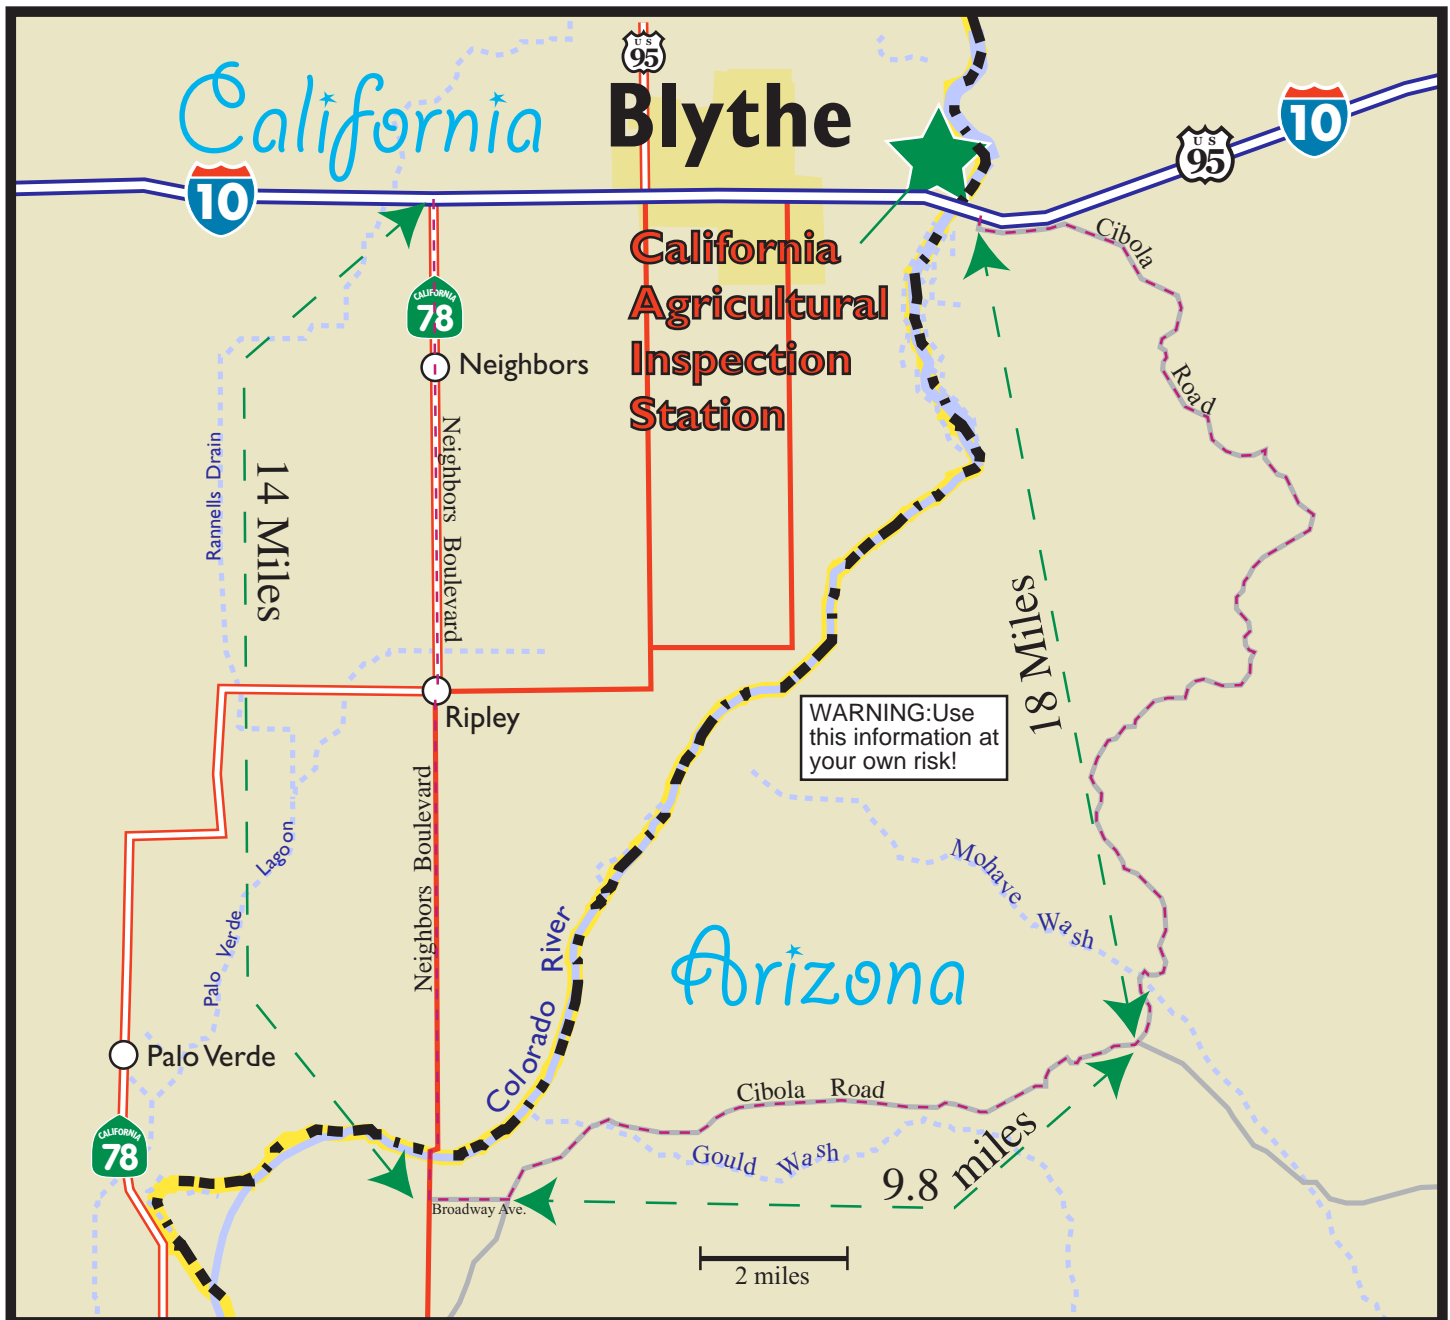 US
95
California
Blythe
10
US
95
10
Cibola
Road
California
Agricultural
Inspection
Station
CALIFORNIA
78
Neighbors
Neighbors Boulevard
Rannells Drain
14 Miles
18 Miles
Ripley
WARNING:Use
this information at
your own risk!
Neighbors Boulevard
Lagoon
Palo Verde
Mohave Wash
Colorado River
Arizona
Palo Verde
CALIFORNIA
78
Cibola Road
Gould Wash
9.8 miles
Broadway Ave.
2 miles